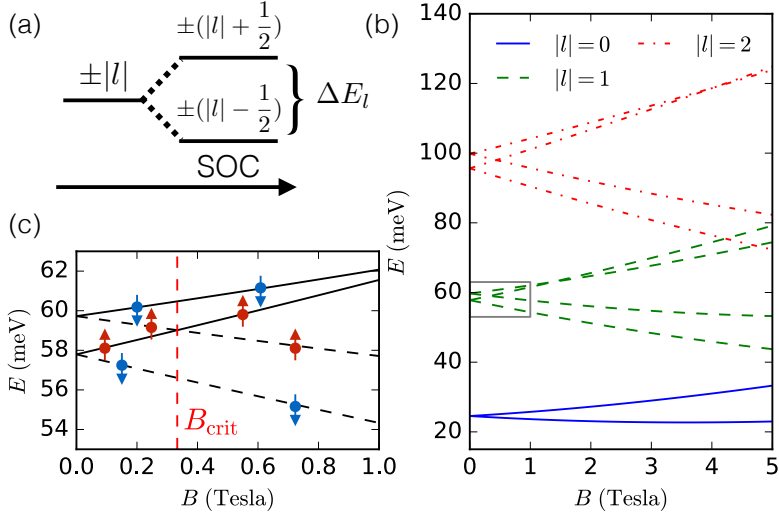 (a)
±|l|
±(|l| + 1/2)
±(|l| − 1/2)
ΔE_l
SOC
(b)
|l| = 0
|l| = 1
|l| = 2
140
120
100
80
60
40
20
E (meV)
0 1 2 3 4 5
B (Tesla)
(c)
62
60
58
56
54
E (meV)
B_crit
0.0 0.2 0.4 0.6 0.8 1.0
B (Tesla)